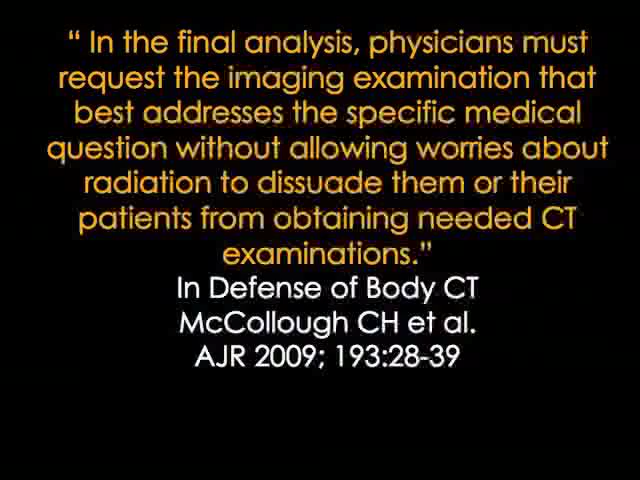 “ In the final analysis, physicians must
request the imaging examination that
best addresses the specific medical
question without allowing worries about
radiation to dissuade them or their
patients from obtaining needed CT
examinations.”
In Defense of Body CT
McCollough CH et al.
AJR 2009; 193:28-39